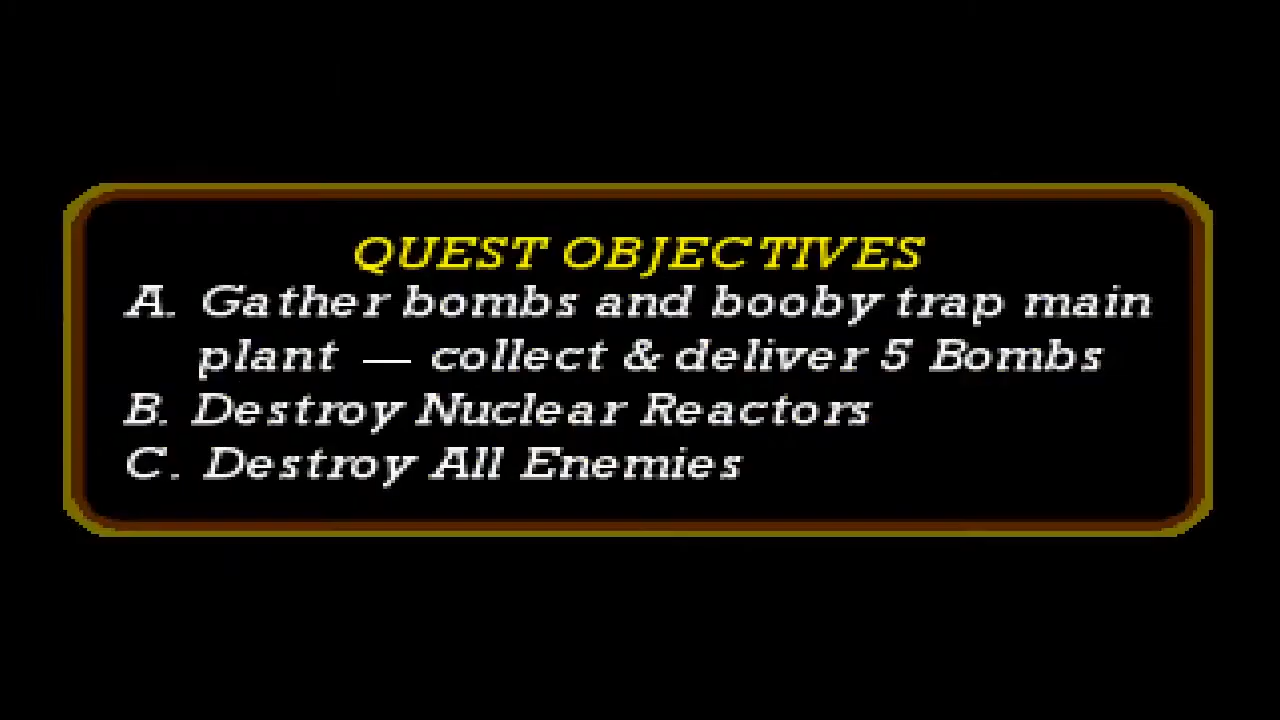 QUEST OBJECTIVES
A. Gather bombs and booby trap main
plant — collect & deliver 5 Bombs
B. Destroy Nuclear Reactors
C. Destroy All Enemies